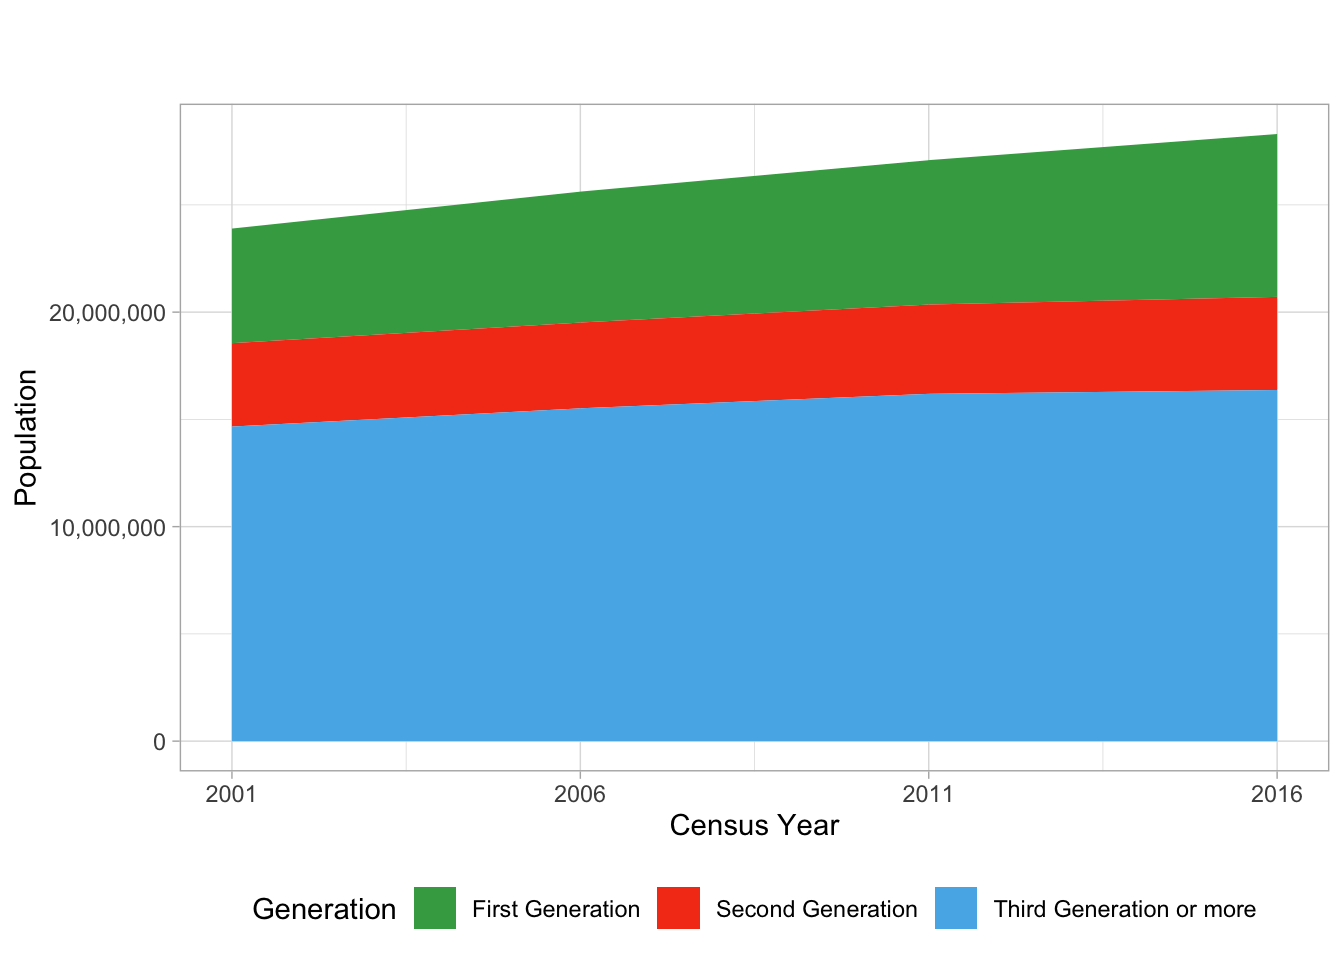 Population
20,000,000
10,000,000
0
2001 2006 2011 2016
Census Year
Generation First Generation Second Generation Third Generation or more